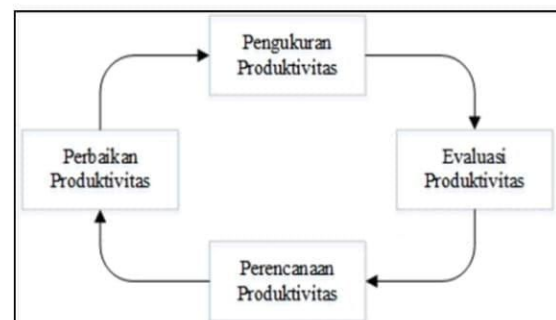 Pengukuran
Produktivitas
Evaluasi
Produktivitas
Perencanaan
Produktivitas
Perbaikan
Produktivitas